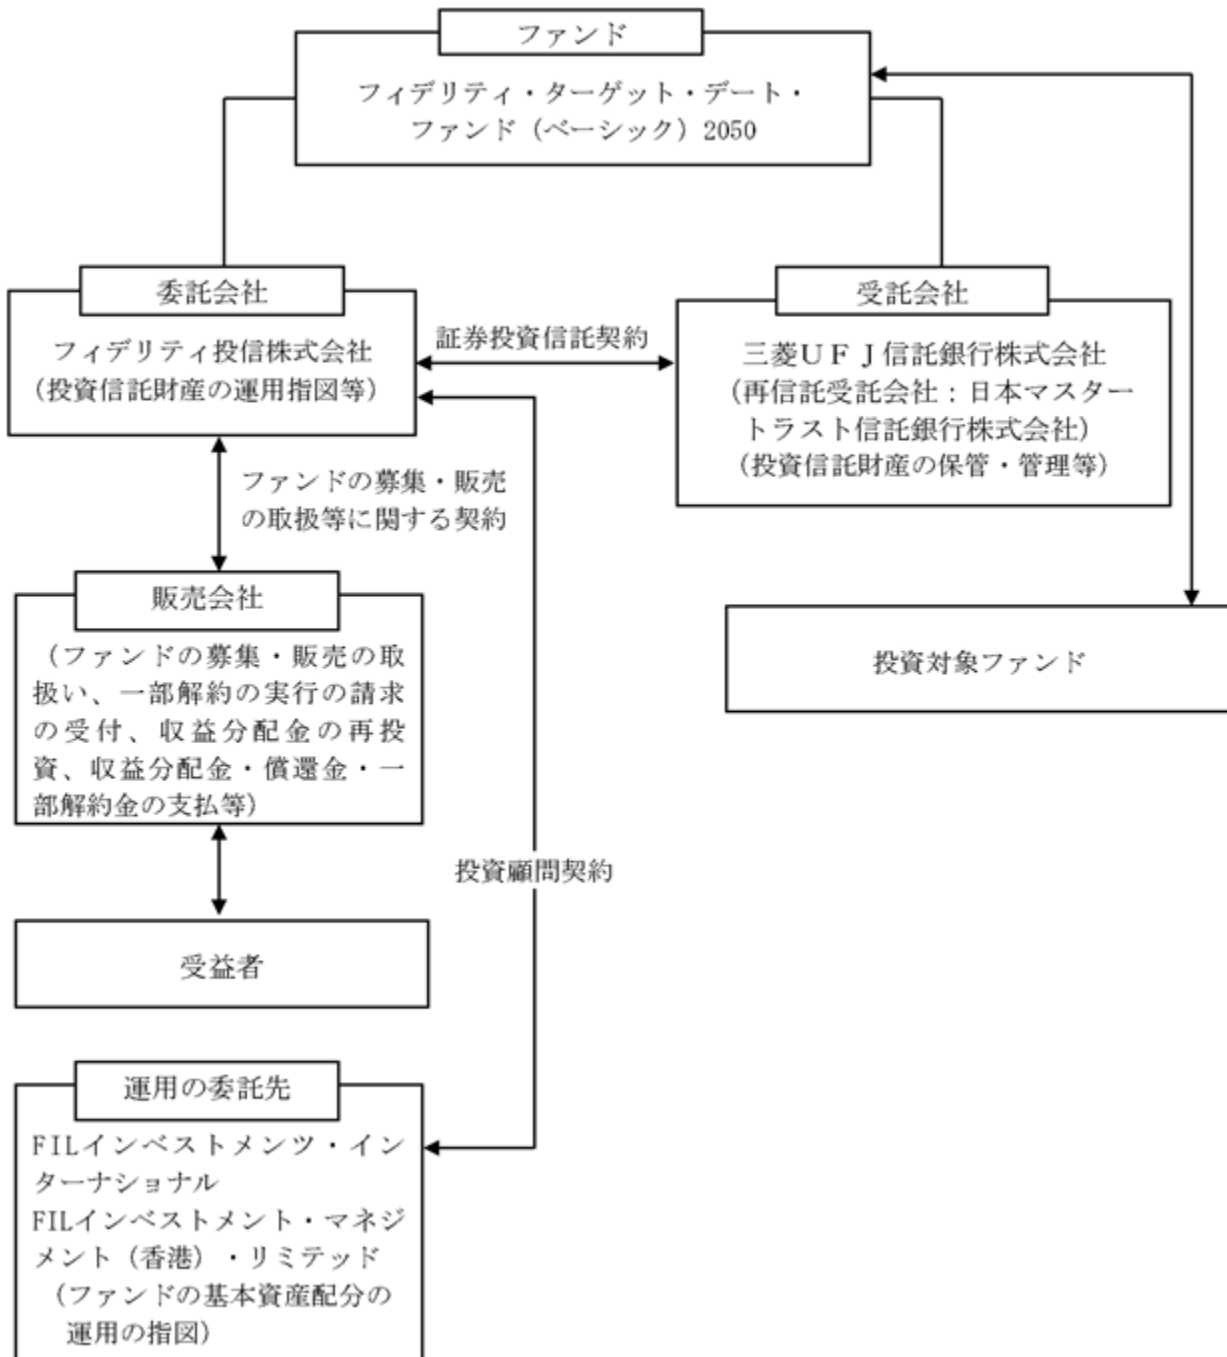 ファンド
フィデリティ・ターゲット・デート・
ファンド（ベーシック）2050
委託会社
フィデリティ投信株式会社
（投資信託財産の運用指図等）
証券投資信託契約
受託会社
三菱ＵＦＪ信託銀行株式会社
（再信託受託会社：日本マスター
トラスト信託銀行株式会社）
（投資信託財産の保管・管理等）
ファンドの募集・販売
の取扱等に関する契約
販売会社
（ファンドの募集・販売の取
扱い、一部解約の実行の請求
の受付、収益分配金の再投
資、収益分配金・償還金・一
部解約金の支払等）
投資対象ファンド
投資顧問契約
受益者
運用の委託先
FILインベストメンツ・イン
ターナショナル
FILインベストメント・マネジ
メント（香港）・リミテッド
（ファンドの基本資産配分の
運用の指図）